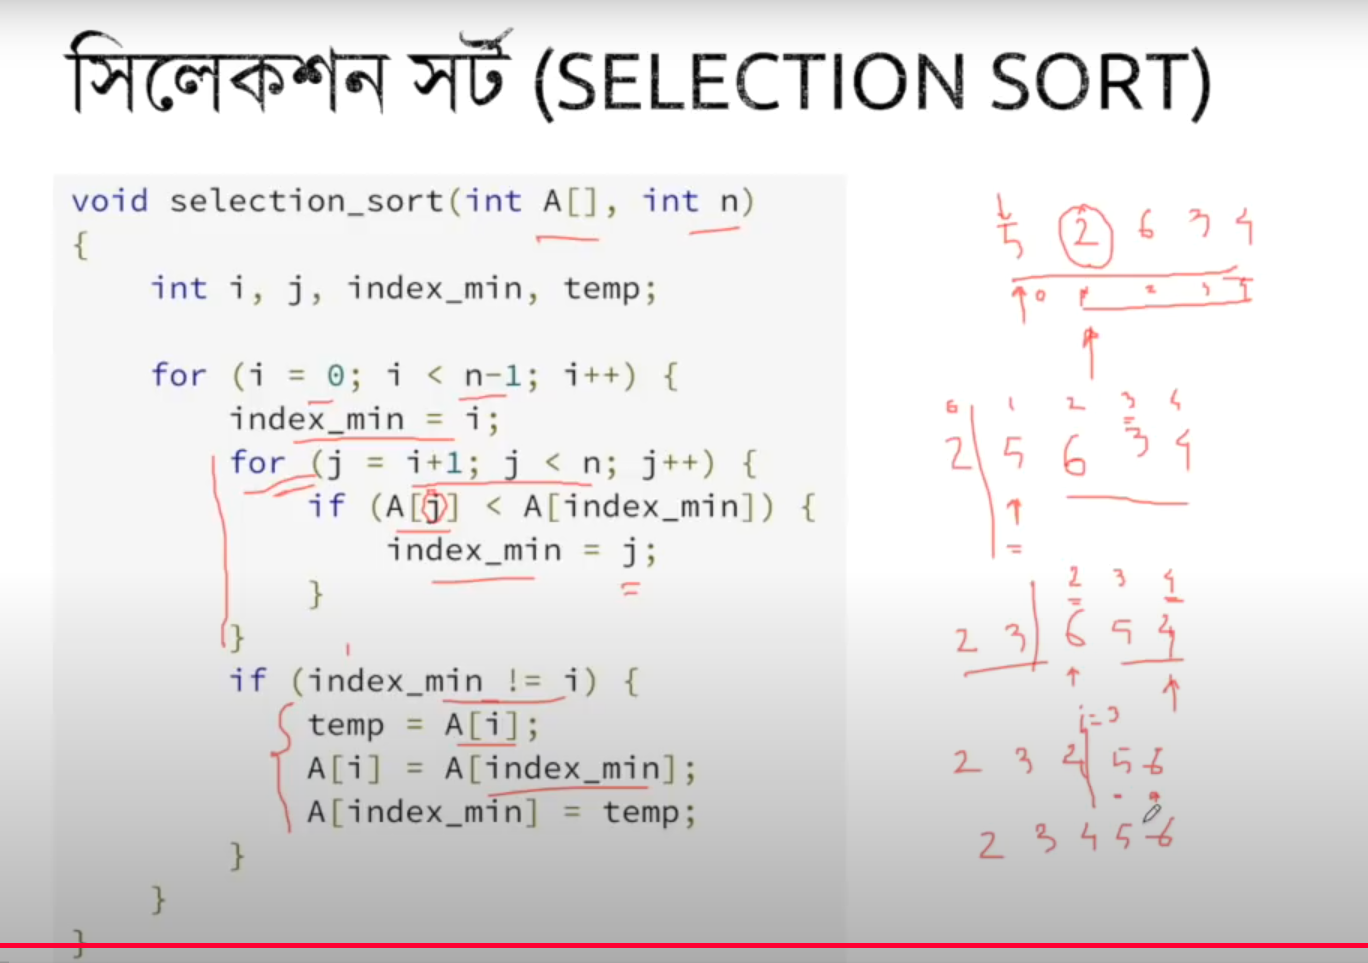 সিলেকশন সর্ট (SELECTION SORT)
void selection_sort(int A[], int n)
{
int i, j, index_min, temp;
for (i = 0; i < n-1; i++) {
index_min = i;
for (j = i+1; j < n; j++) {
if (A[j] < A[index_min]) {
index_min = j;
}
}
if (index_min != i) {
temp = A[i];
A[i] = A[index_min];
A[index_min] = temp;
}
}
}
5 2 6 3 4
0 1 2 3 4
1 2 3 4
2 5 6 3 4
2 3 4
2 3 6 5 4
i=3
2 3 4 5 6
2 3 4 5 6